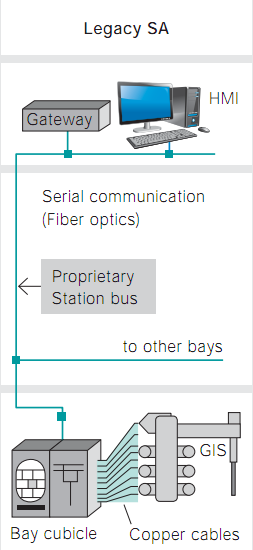 Legacy SA
HMI
Gateway
Serial communication
(Fiber optics)
Proprietary
Station bus
to other bays
GIS
Bay cubicle
Copper cables